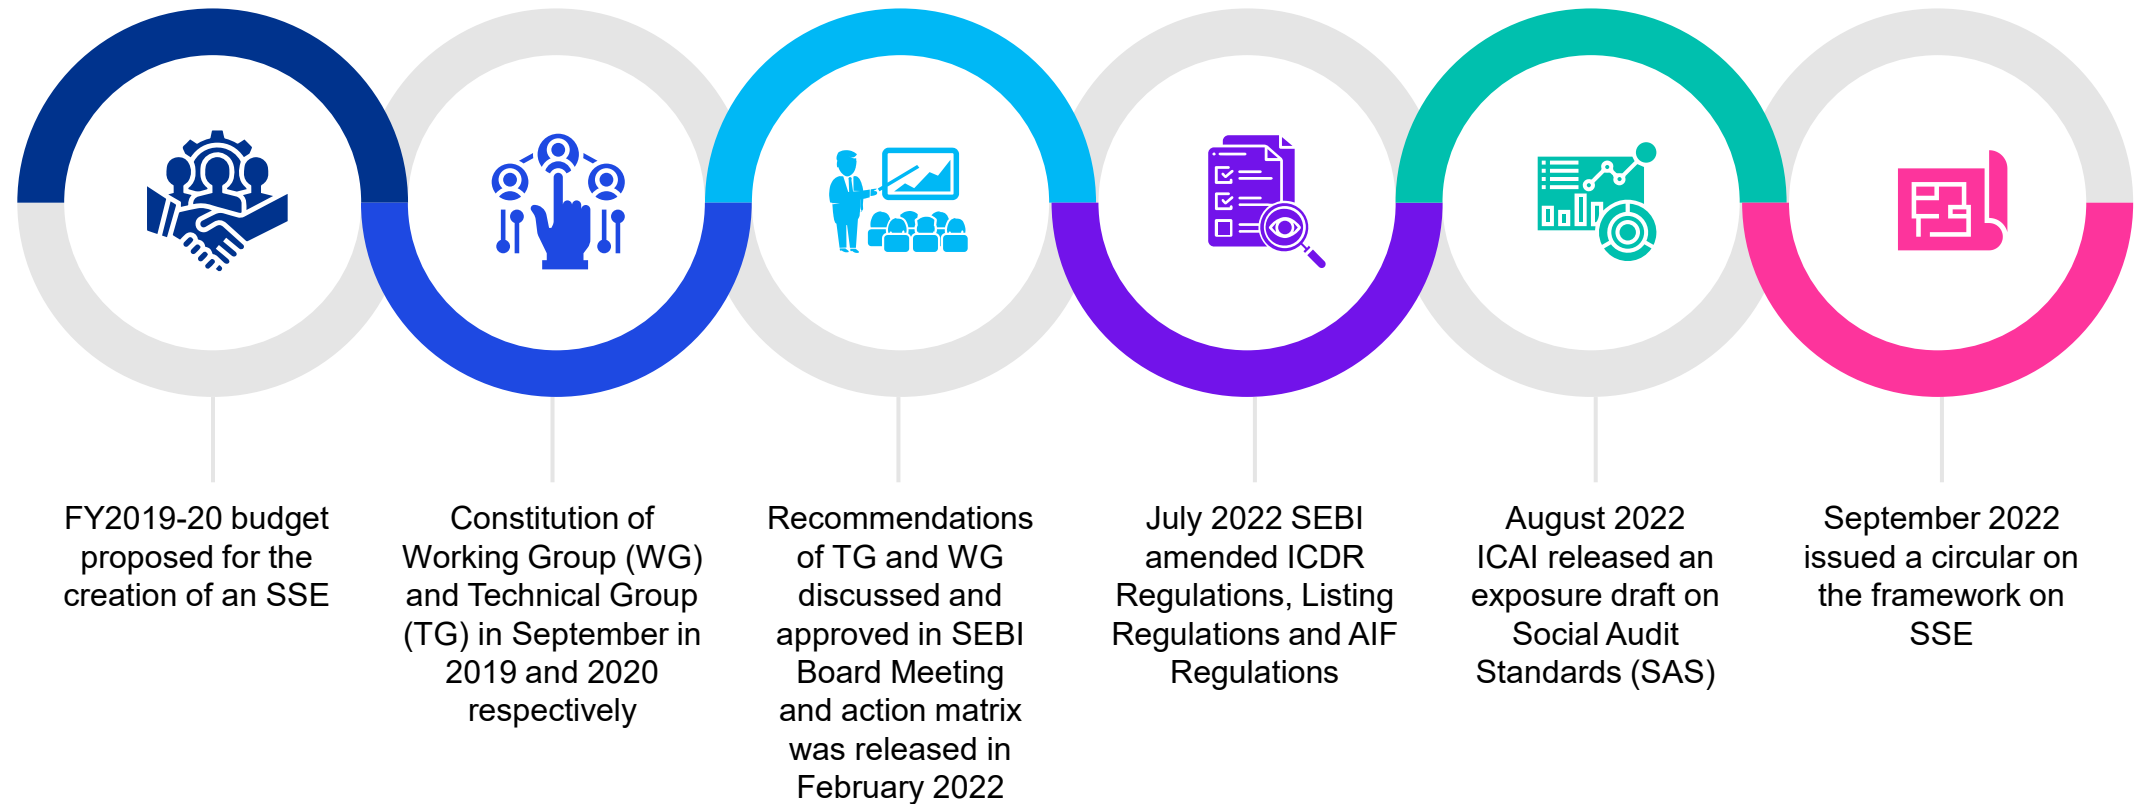 FY2019-20 budget
proposed for the
creation of an SSE
Constitution of
Working Group (WG)
and Technical Group
(TG) in September in
2019 and 2020
respectively
Recommendations
of TG and WG
discussed and
approved in SEBI
Board Meeting
and action matrix
was released in
February 2022
July 2022 SEBI
amended ICDR
Regulations, Listing
Regulations and AIF
Regulations
August 2022
ICAI released an
exposure draft on
Social Audit
Standards (SAS)
September 2022
issued a circular on
the framework on
SSE